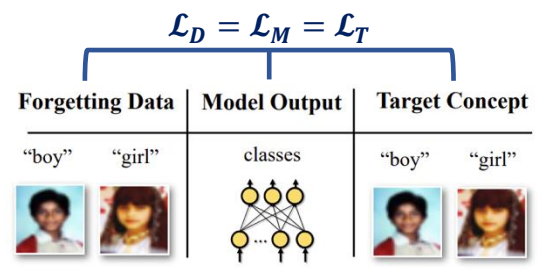 𝓛_D = 𝓛_M = 𝓛_T
Forgetting Data Model Output Target Concept
“boy” “girl” classes “boy” “girl”
...